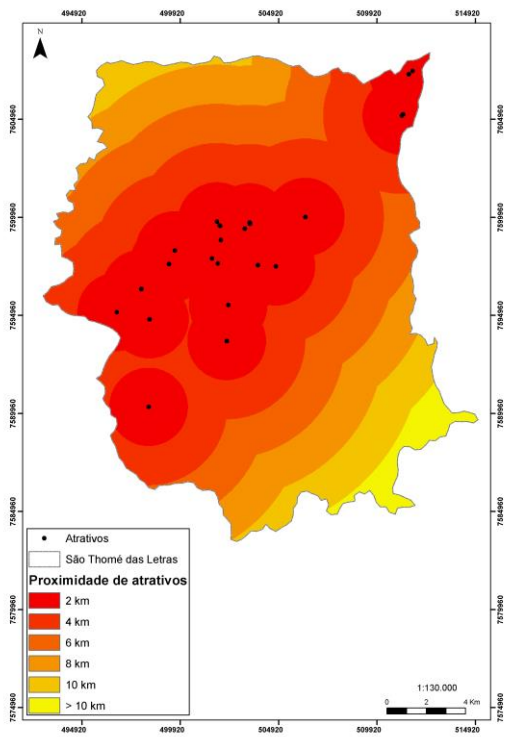 494920 499920 504920 509920 514920
N
7604960
7604960
7599960
7599960
7594960
7594960
7589960
7589960
7584960
7584960
Atrativos
São Thomé das Letras
Proximidade de atrativos
2 km
4 km
6 km
8 km
10 km
> 10 km
7579960
7579960
1:130.000
0 2 4 Km
7574960
7574960
494920 499920 504920 509920 514920